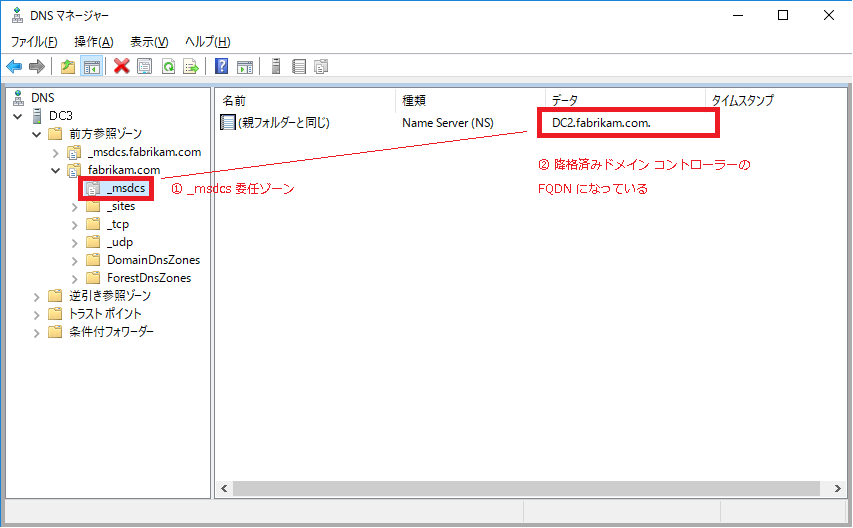 DNS マネージャー
ファイル(F) 操作(A) 表示(V) ヘルプ(H)
DNS
DC3
前方参照ゾーン
_msdcs.fabrikam.com
fabrikam.com
_msdcs
_sites
_tcp
_udp
DomainDnsZones
ForestDnsZones
逆引き参照ゾーン
トラスト ポイント
条件付フォワーダー
① _msdcs 委任ゾーン
名前 種類 データ タイムスタンプ
(親フォルダーと同じ) Name Server (NS) DC2.fabrikam.com.
② 降格済みドメイン コントローラーの
FQDN になっている